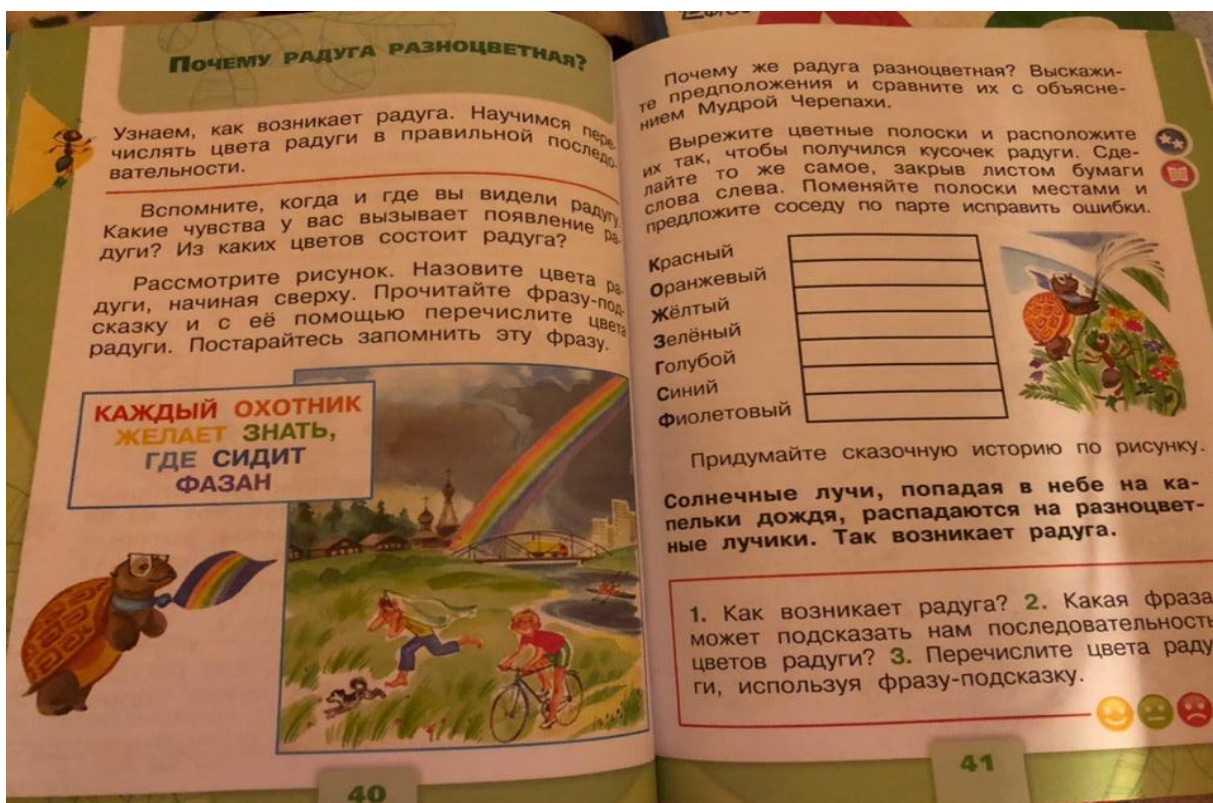 Почему радуга разноцветная?
Узнаем, как возникает радуга. Научимся пере-
числять цвета радуги в правильной последо-
вательности.
Вспомните, когда и где вы видели радугу.
Какие чувства у вас вызывает появление ра-
дуги? Из каких цветов состоит радуга?
Рассмотрите рисунок. Назовите цвета ра-
дуги, начиная сверху. Прочитайте фразу-под-
сказку и с её помощью перечислите цвета
радуги. Постарайтесь запомнить эту фразу.
КАЖДЫЙ ОХОТНИК
ЖЕЛАЕТ ЗНАТЬ,
ГДЕ СИДИТ
ФАЗАН
40
Почему же радуга разноцветная? Выскажи-
те предположения и сравните их с объясне-
нием Мудрой Черепахи.
Вырежите цветные полоски и расположите
их так, чтобы получился кусочек радуги. Сде-
лайте то же самое, закрыв листом бумаги
слова слева. Поменяйте полоски местами и
предложите соседу по парте исправить ошибки.
Красный
Оранжевый
Жёлтый
Зелёный
Голубой
Синий
Фиолетовый
Придумайте сказочную историю по рисунку.
Солнечные лучи, попадая в небе на ка-
пельки дождя, распадаются на разноцвет-
ные лучики. Так возникает радуга.
1. Как возникает радуга? 2. Какая фраза
может подсказать нам последовательность
цветов радуги? 3. Перечислите цвета раду-
ги, используя фразу-подсказку.
41